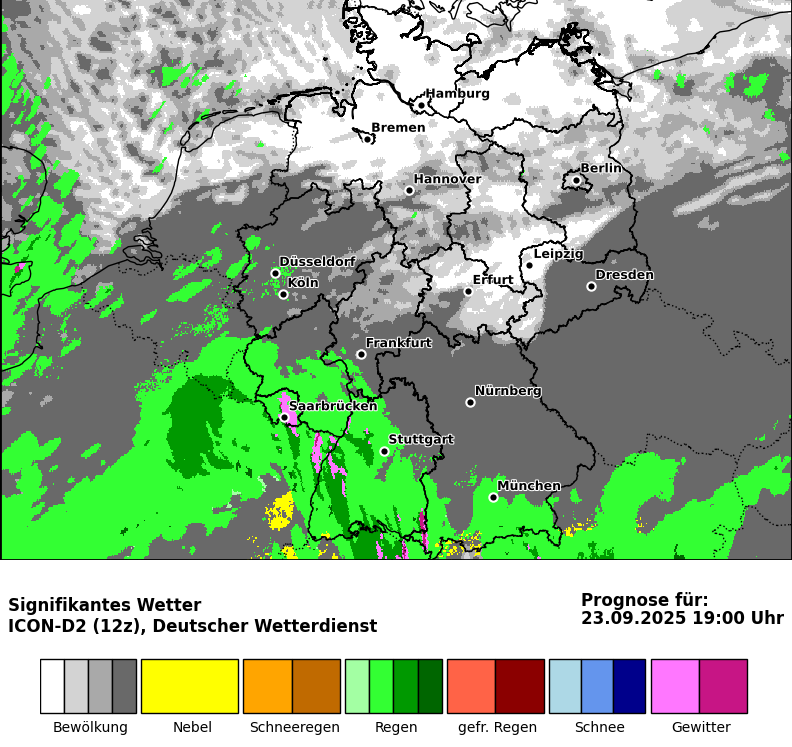 Hamburg
Bremen
Berlin
Hannover
Leipzig
Düsseldorf
Dresden
Erfurt
Köln
Frankfurt
Nürnberg
Saarbrücken
Stuttgart
München
Signifikantes Wetter
ICON-D2 (12z), Deutscher Wetterdienst
Prognose für:
23.09.2025 19:00 Uhr
Bewölkung
Nebel
Schneeregen
Regen
gefr. Regen
Schnee
Gewitter